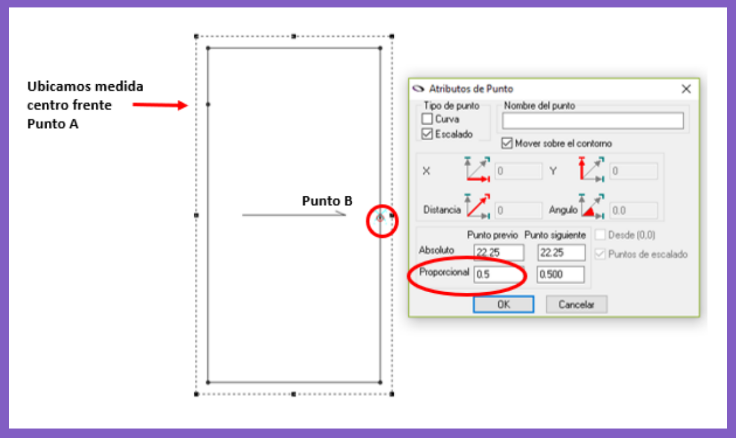 Ubicamos medida
centro frente
Punto A
Punto B
Atributos de Punto
Tipo de punto
Curva
Escalado
Nombre del punto
Mover sobre el contorno
X 0 Y 0
Distancia 0 Angulo 0.0
Punto previo Punto siguiente Desde (0,0)
Absoluto 22.25 22.25 Puntos de escalado
Proporcional 0.5 0.500
OK Cancelar